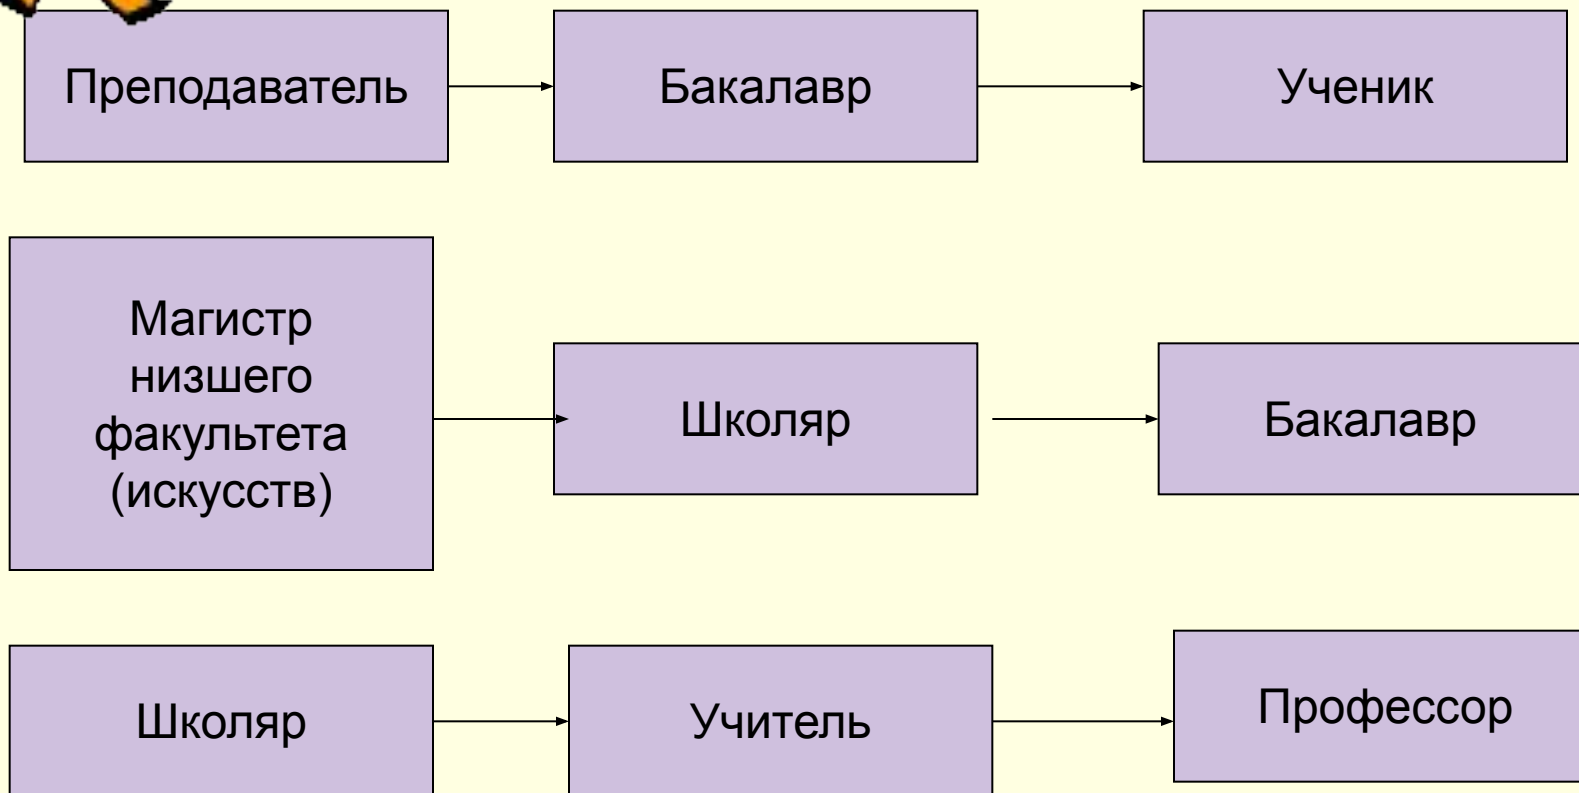 Преподаватель
Бакалавр
Ученик
Магистр
низшего
факультета
(искусств)
Школяр
Бакалавр
Школяр
Учитель
Профессор